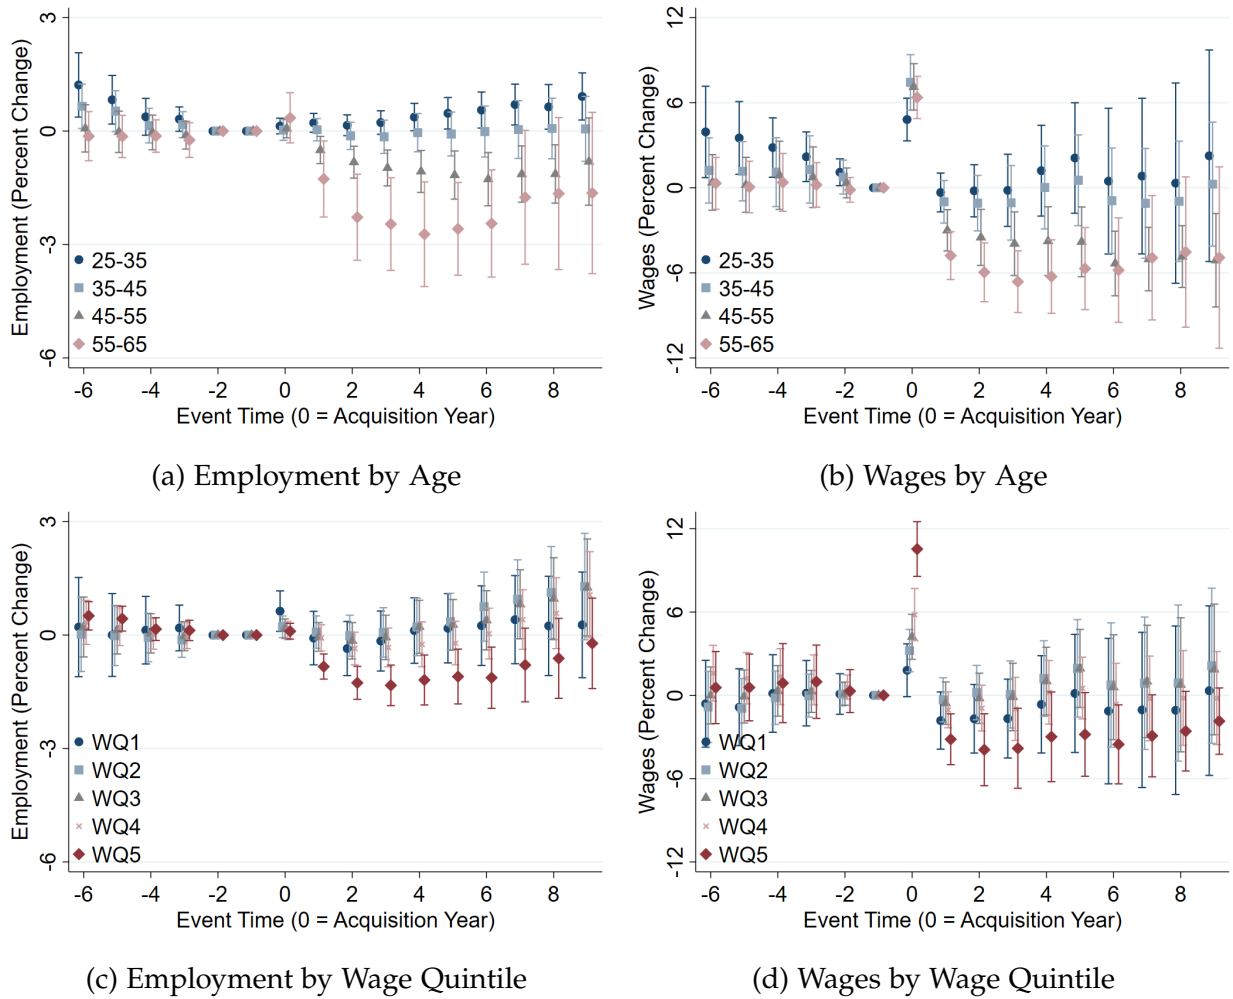 Employment (Percent Change)
3
0
-3
-6
25-35
35-45
45-55
55-65
-6 -4 -2 0 2 4 6 8
Event Time (0 = Acquisition Year)
(a) Employment by Age
Wages (Percent Change)
12
6
0
-6
-12
25-35
35-45
45-55
55-65
-6 -4 -2 0 2 4 6 8
Event Time (0 = Acquisition Year)
(b) Wages by Age
Employment (Percent Change)
3
0
-3
-6
WQ1
WQ2
WQ3
WQ4
WQ5
-6 -4 -2 0 2 4 6 8
Event Time (0 = Acquisition Year)
(c) Employment by Wage Quintile
Wages (Percent Change)
12
6
0
-6
-12
WQ1
WQ2
WQ3
WQ4
WQ5
-6 -4 -2 0 2 4 6 8
Event Time (0 = Acquisition Year)
(d) Wages by Wage Quintile